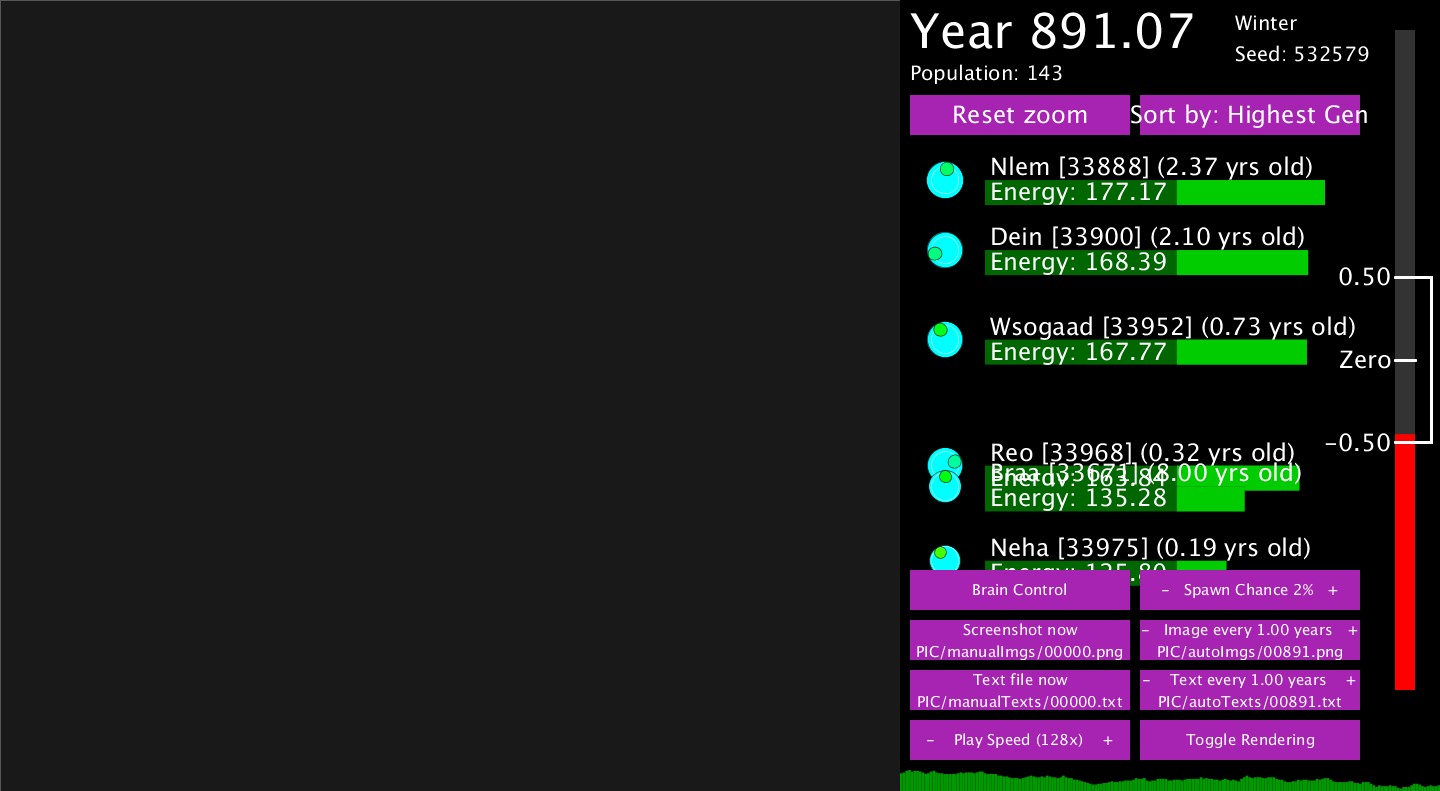 Year 891.07
Winter
Seed: 532579
Population: 143
Reset zoom
Sort by: Highest Gen
Nlem [33888] (2.37 yrs old)
Energy: 177.17
Dein [33900] (2.10 yrs old)
Energy: 168.39
0.50
Wsogaad [33952] (0.73 yrs old)
Energy: 167.77
Zero
-0.50
Reo [33968] (0.32 yrs old)
Braa [33671] (8.00 yrs old)
Energy: 163.84
Energy: 135.28
Neha [33975] (0.19 yrs old)
Brain Control
- Spawn Chance 2% +
Screenshot now
PIC/manualImgs/00000.png
- Image every 1.00 years +
PIC/autoImgs/00891.png
Text file now
PIC/manualTexts/00000.txt
- Text every 1.00 years +
PIC/autoTexts/00891.txt
- Play Speed (128x) +
Toggle Rendering